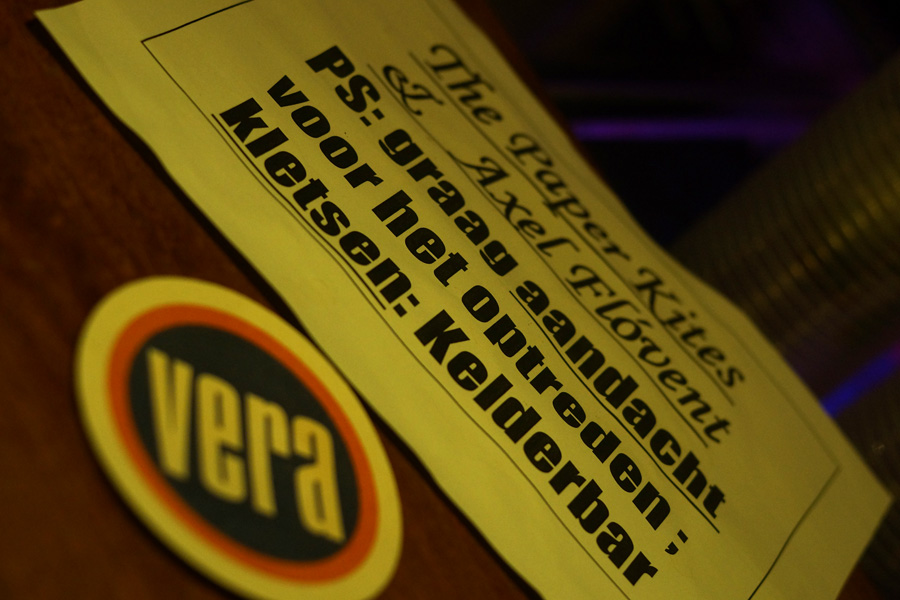 The Paper Kites
& Axel Flóvent
PS: graag aandacht
voor het optreden ;
kletsen: Kelderbar
vera